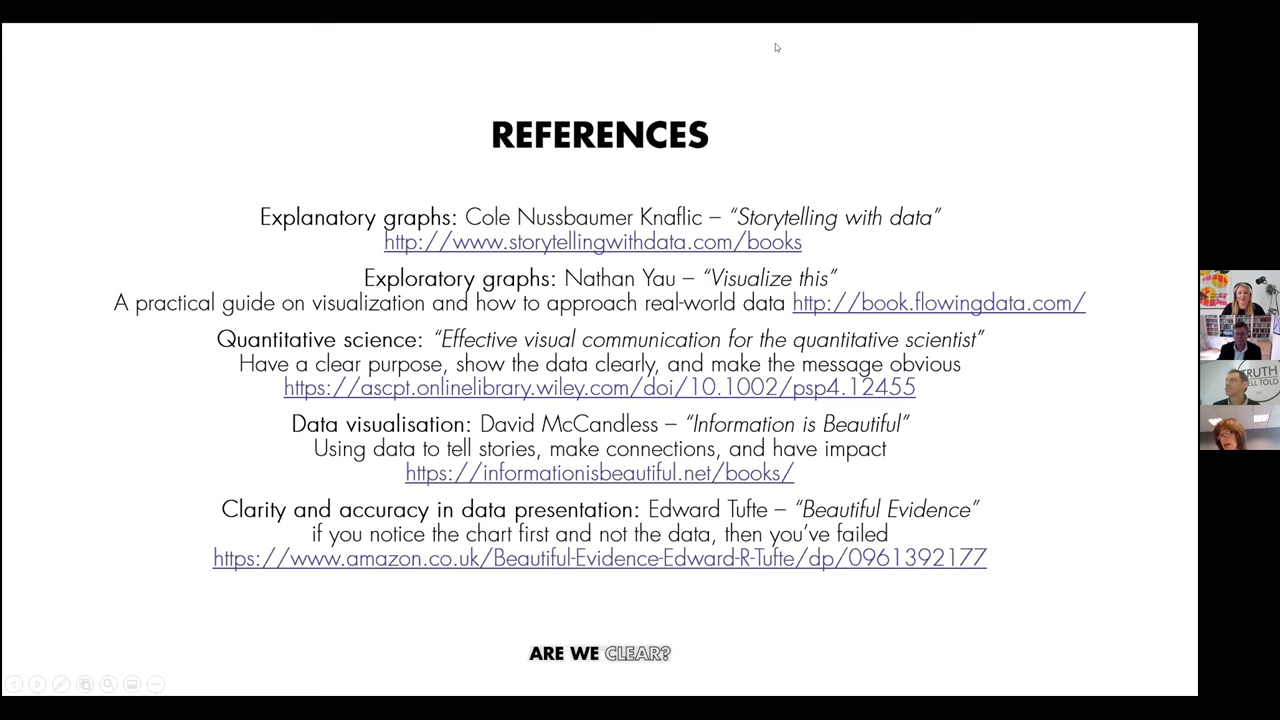 REFERENCES
Explanatory graphs: Cole Nussbaumer Knaflic – “Storytelling with data”
http://www.storytellingwithdata.com/books
Exploratory graphs: Nathan Yau – “Visualize this”
A practical guide on visualization and how to approach real-world data http://book.flowingdata.com/
Quantitative science: “Effective visual communication for the quantitative scientist”
Have a clear purpose, show the data clearly, and make the message obvious
https://ascpt.onlinelibrary.wiley.com/doi/10.1002/psp4.12455
Data visualisation: David McCandless – “Information is Beautiful”
Using data to tell stories, make connections, and have impact
https://informationisbeautiful.net/books/
Clarity and accuracy in data presentation: Edward Tufte – “Beautiful Evidence”
if you notice the chart first and not the data, then you’ve failed
https://www.amazon.co.uk/Beautiful-Evidence-Edward-R-Tufte/dp/0961392177
ARE WE CLEAR?
TRUTH
ELL TOLD